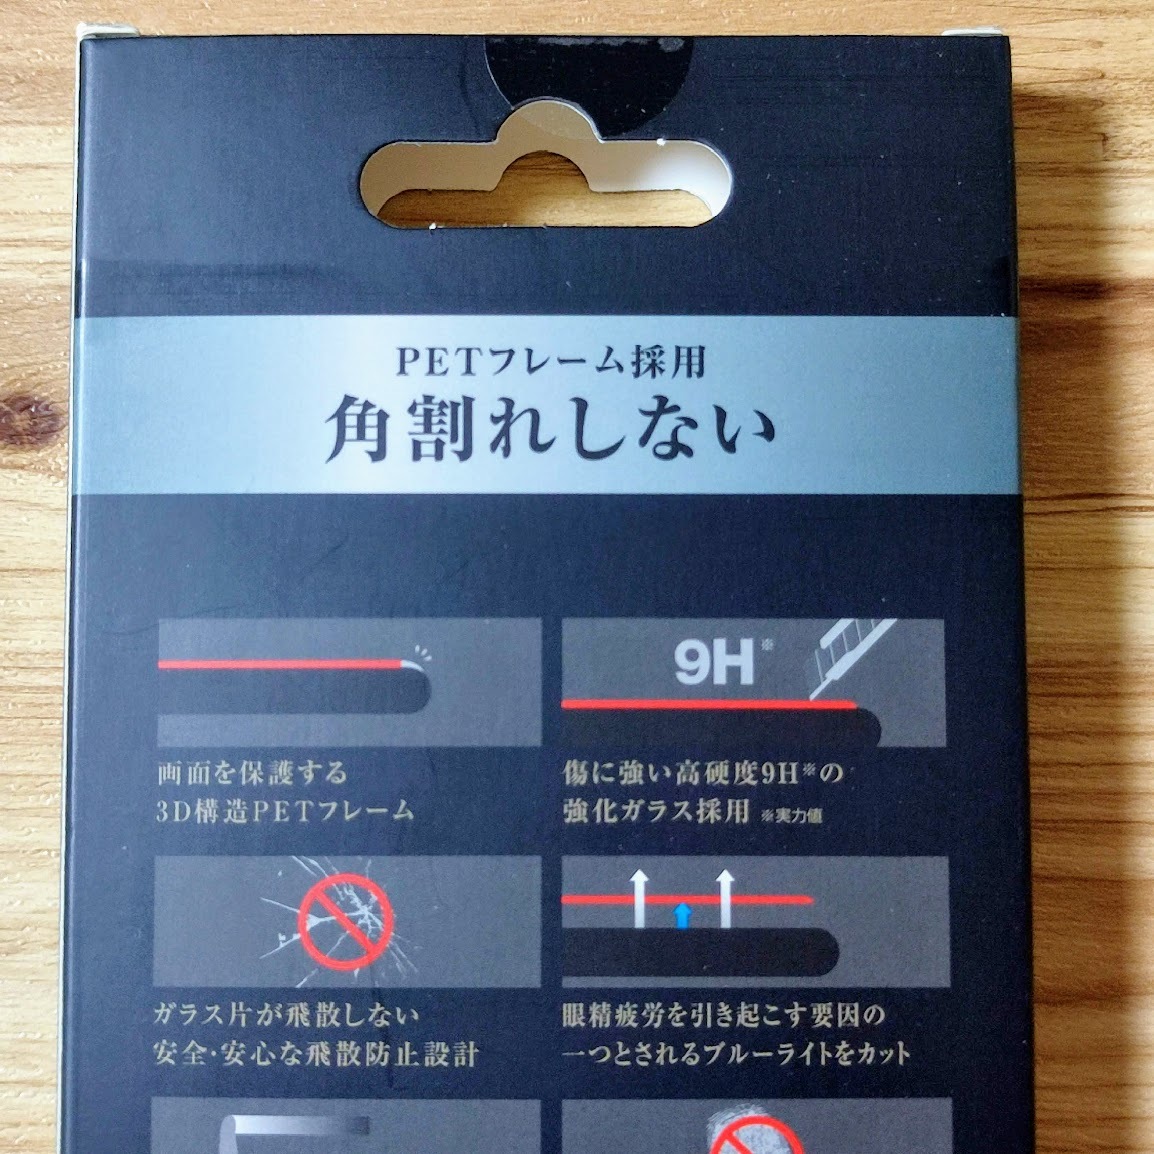 PETフレーム採用
角割れしない
9H※
画面を保護する
3D構造PETフレーム
傷に強い高硬度9H※の
強化ガラス採用 ※実力値
ガラス片が飛散しない
安全・安心な飛散防止設計
眼精疲労を引き起こす要因の
一つとされるブルーライトをカット